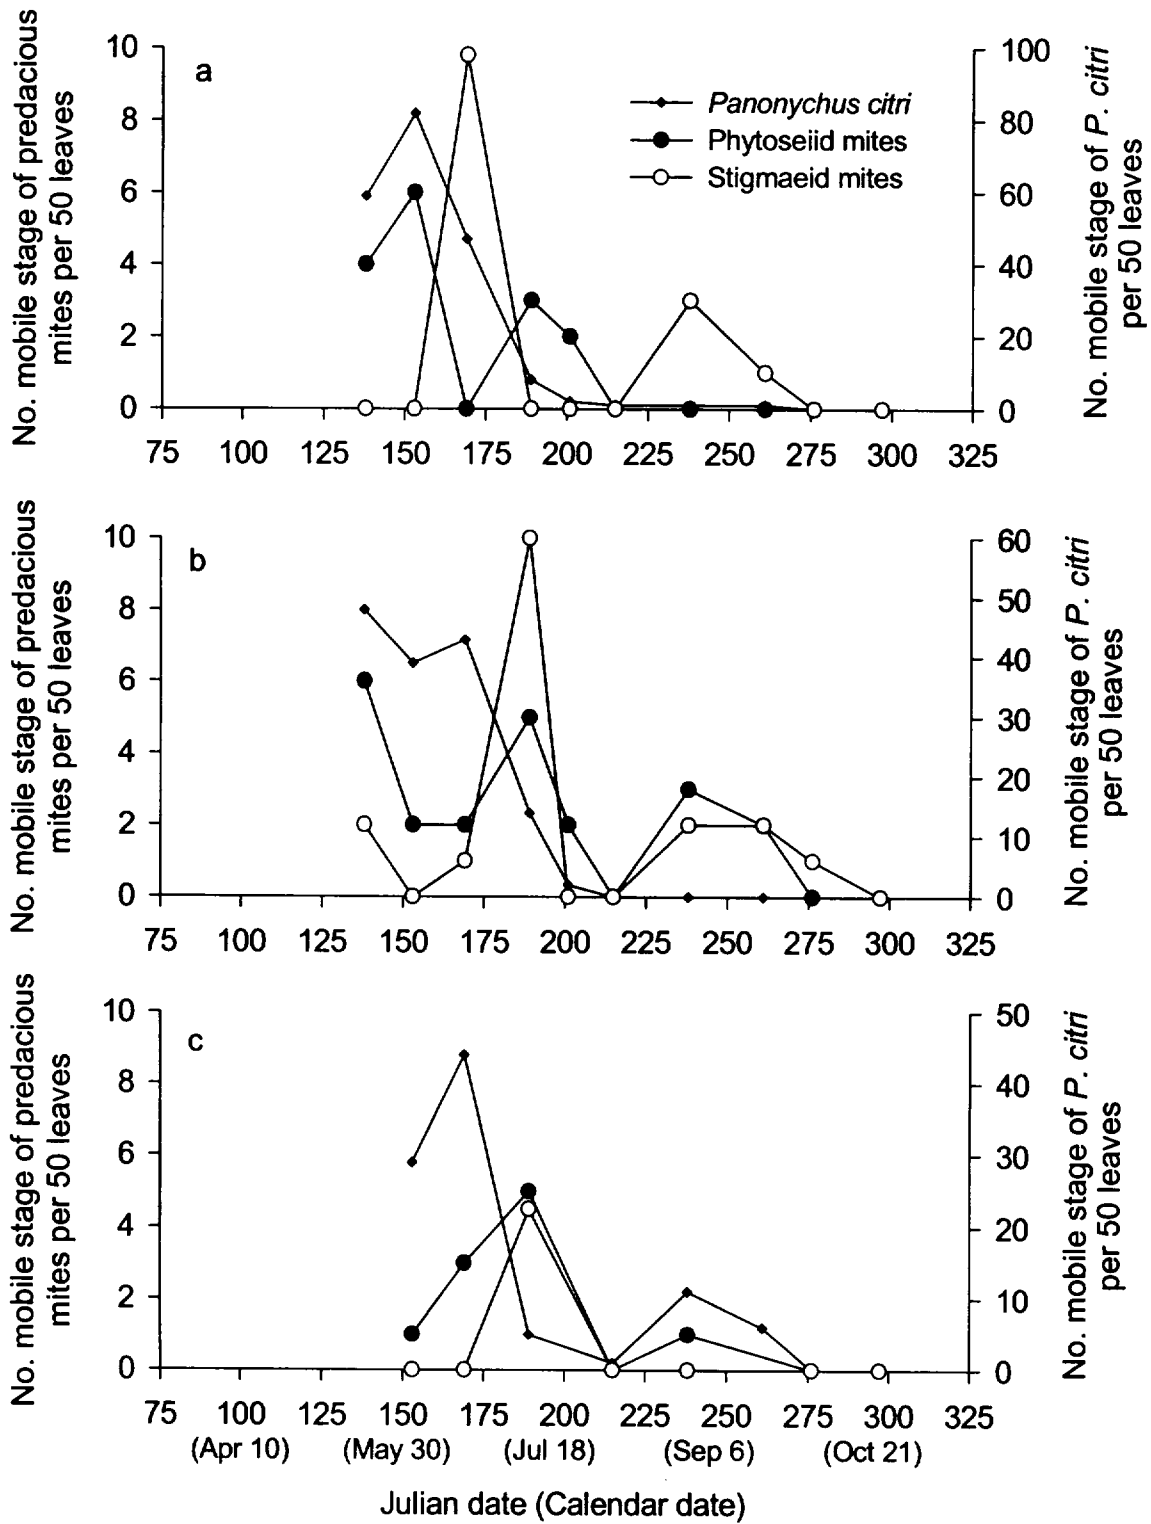 No. mobile stage of predacious
mites per 50 leaves
10
8
6
4
2
0
a
Panonychus citri
Phytoseiid mites
Stigmaeid mites
100
80
60
40
20
0
No. mobile stage of P. citri
per 50 leaves
75 100 125 150 175 200 225 250 275 300 325
No. mobile stage of predacious
mites per 50 leaves
10
8
6
4
2
0
b
60
50
40
30
20
10
0
No. mobile stage of P. citri
per 50 leaves
75 100 125 150 175 200 225 250 275 300 325
No. mobile stage of predacious
mites per 50 leaves
10
8
6
4
2
0
c
50
40
30
20
10
0
No. mobile stage of P. citri
per 50 leaves
75 100 125 150 175 200 225 250 275 300 325
(Apr 10) (May 30) (Jul 18) (Sep 6) (Oct 21)
Julian date (Calendar date)